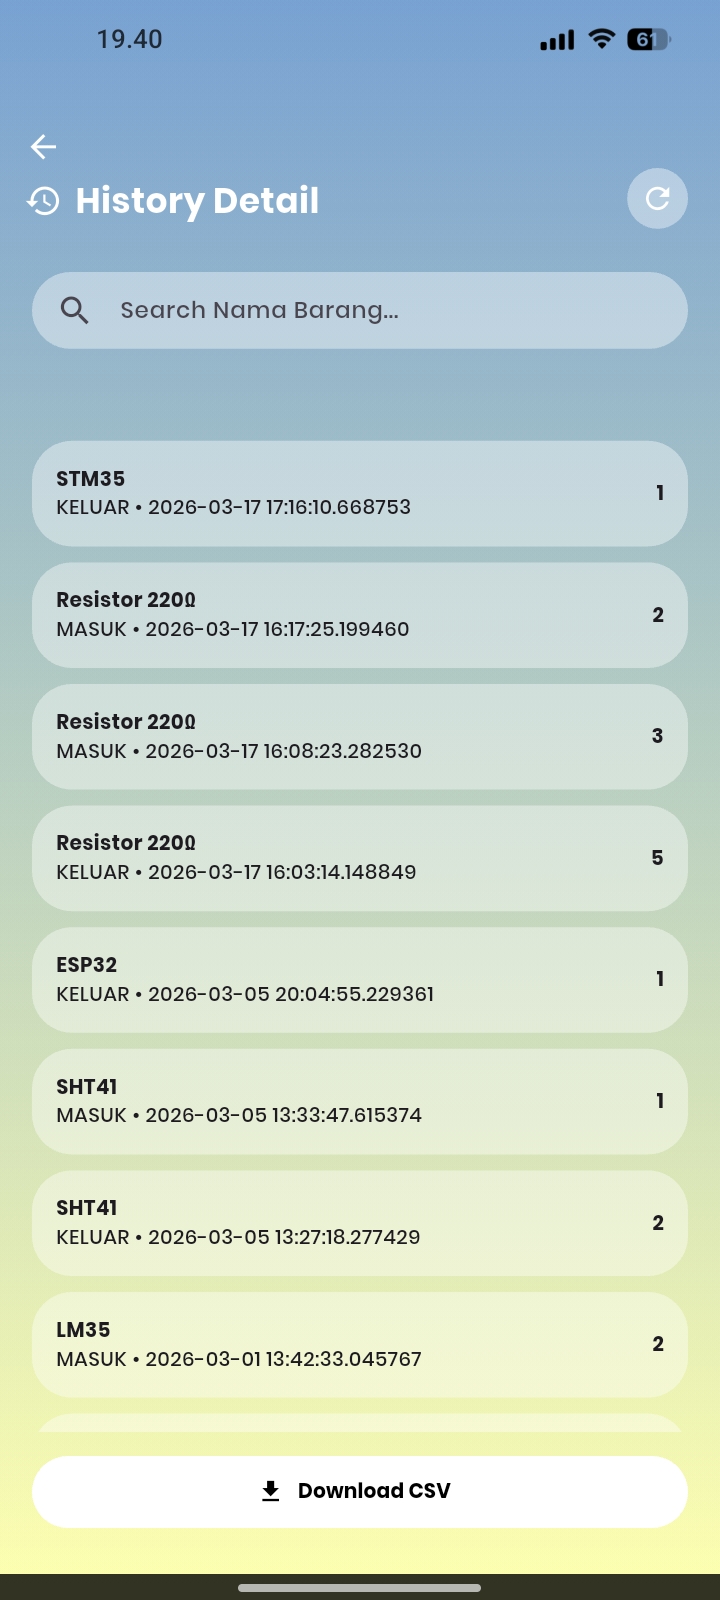 19.40
61
History Detail
Search Nama Barang...
STM35
KELUAR • 2026-03-17 17:16:10.668753
1
Resistor 220Ω
MASUK • 2026-03-17 16:17:25.199460
2
Resistor 220Ω
MASUK • 2026-03-17 16:08:23.282530
3
Resistor 220Ω
KELUAR • 2026-03-17 16:03:14.148849
5
ESP32
KELUAR • 2026-03-05 20:04:55.229361
1
SHT41
MASUK • 2026-03-05 13:33:47.615374
1
SHT41
KELUAR • 2026-03-05 13:27:18.277429
2
LM35
MASUK • 2026-03-01 13:42:33.045767
2
Download CSV